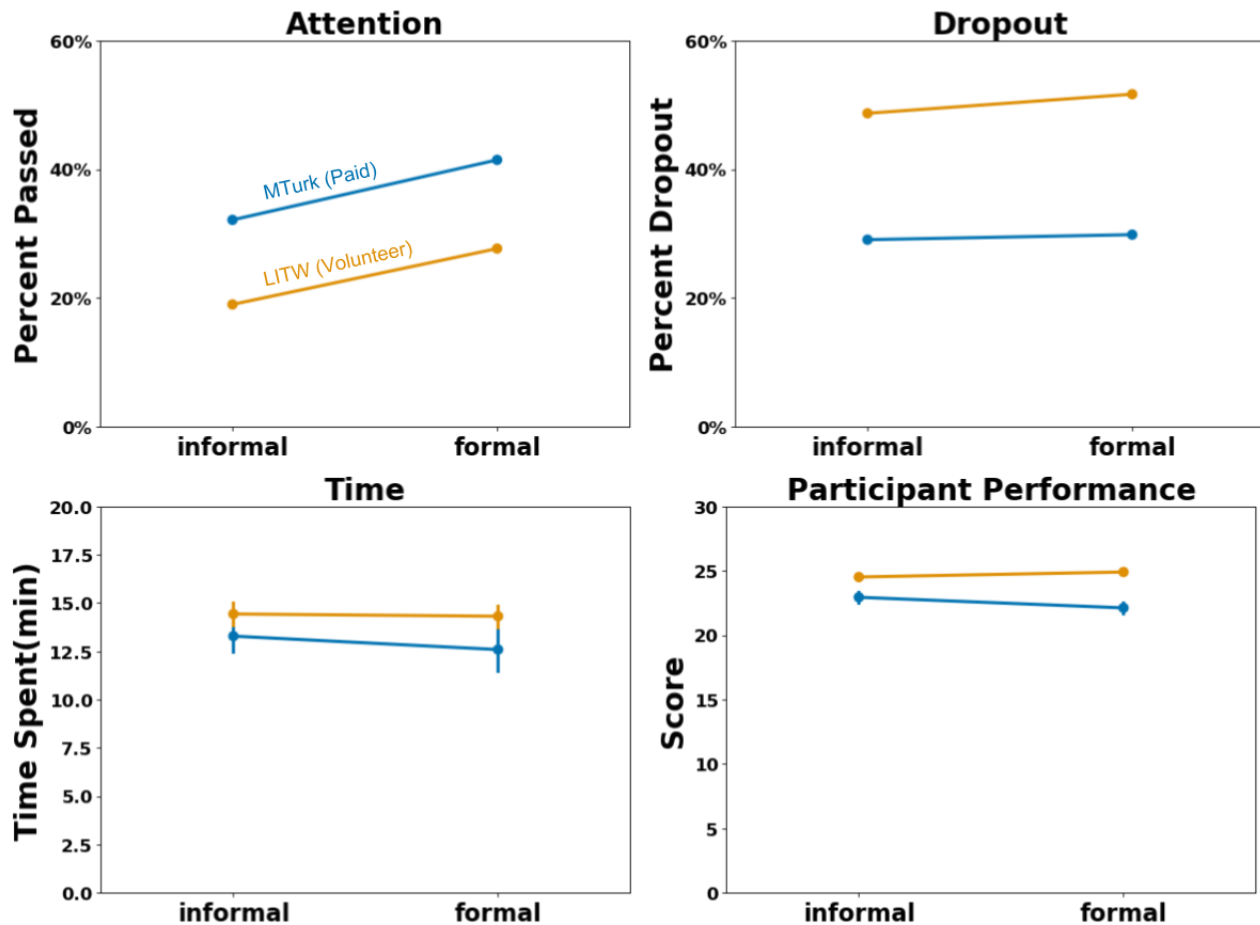 Attention
Percent Passed
60%
40%
20%
0%
MTurk (Paid)
LITW (Volunteer)
informal formal
Dropout
Percent Dropout
60%
40%
20%
0%
informal formal
Time
Time Spent(min)
20.0
17.5
15.0
12.5
10.0
7.5
5.0
2.5
0.0
informal formal
Participant Performance
Score
30
25
20
15
10
5
0
informal formal